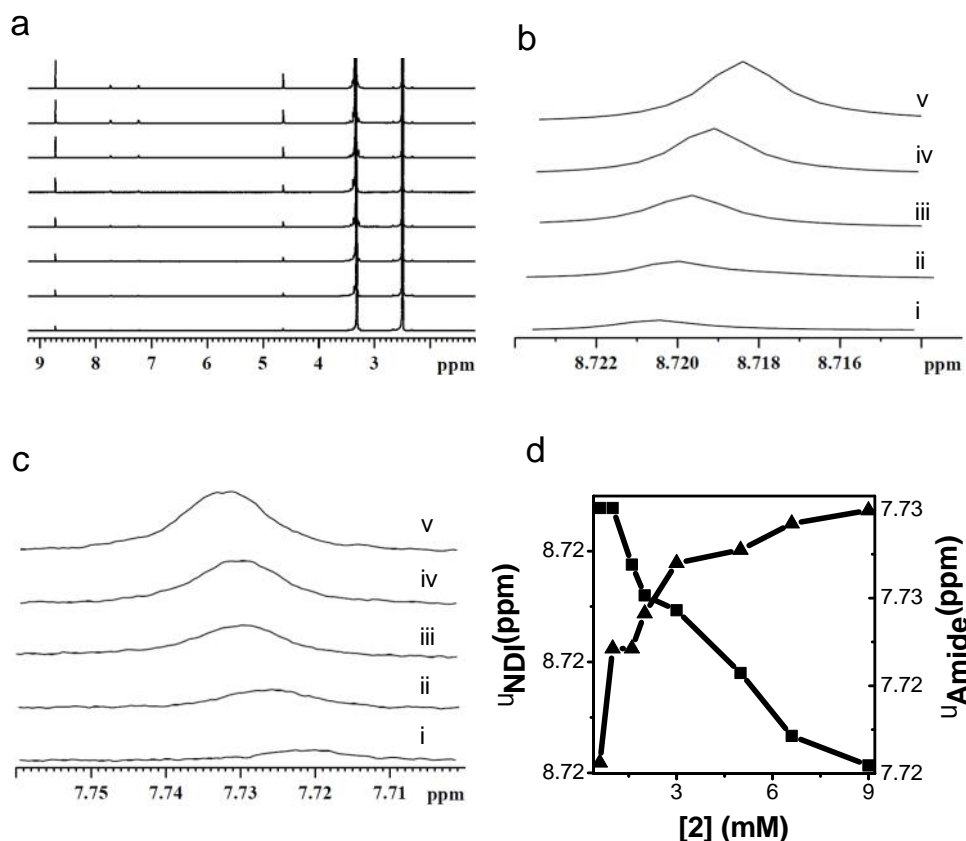 a
9 8 7 6 5 4 3 ppm
b
v
iv
iii
ii
i
8.722 8.720 8.718 8.716 ppm
c
v
iv
iii
ii
i
7.75 7.74 7.73 7.72 7.71 ppm
d
8.72
8.72
8.72
uNDI(ppm)
7.73
7.73
7.72
7.72
uAmide(ppm)
3 6 9
[2] (mM)